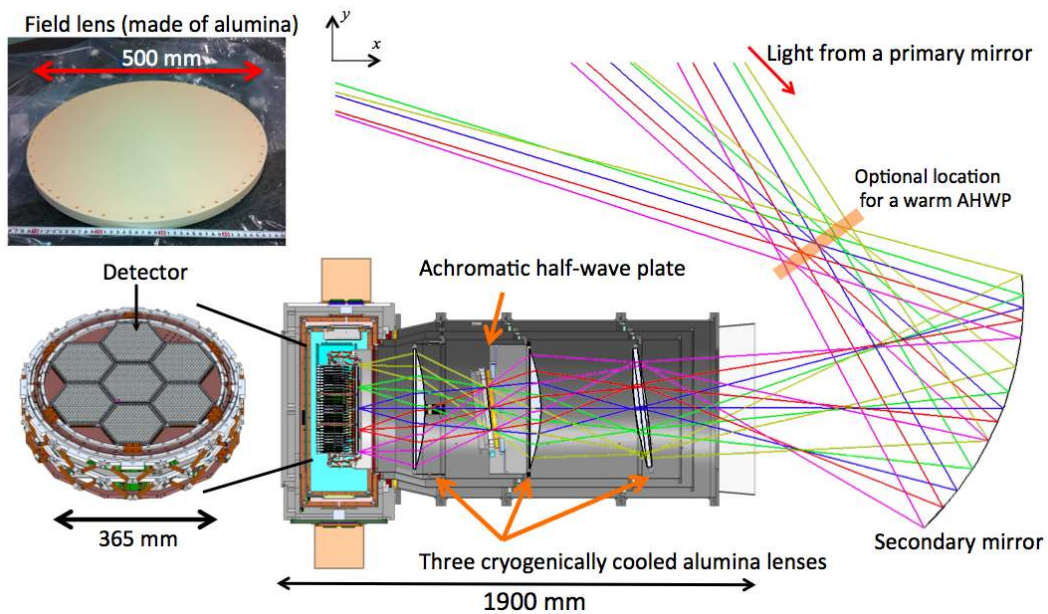 Field lens (made of alumina)
500 mm
y
x
Light from a primary mirror
Optional location
for a warm AHWP
Detector
Achromatic half-wave plate
365 mm
Three cryogenically cooled alumina lenses
Secondary mirror
1900 mm